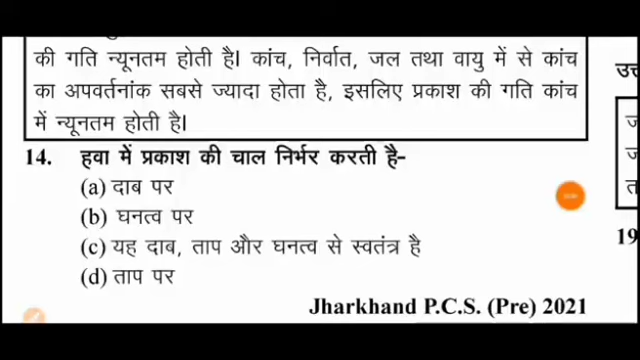 की गति न्यूनतम होती है। कांच, निर्वात, जल तथा वायु में से कांच
का अपवर्तनांक सबसे ज्यादा होता है, इसलिए प्रकाश की गति कांच
में न्यूनतम होती है।
14. हवा में प्रकाश की चाल निर्भर करती है-
(a) दाब पर
(b) घनत्व पर
(c) यह दाब, ताप और घनत्व से स्वतंत्र है
(d) ताप पर
Jharkhand P.C.S. (Pre) 2021
19